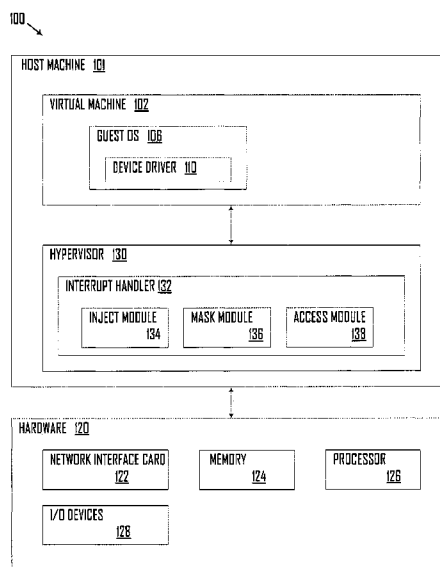 100
HOST MACHINE 101
VIRTUAL MACHINE 102
GUEST OS 106
DEVICE DRIVER 110
HYPERVISOR 130
INTERRUPT HANDLER 132
INJECT MODULE
134
MASK MODULE
136
ACCESS MODULE
138
HARDWARE 120
NETWORK INTERFACE CARD
122
MEMORY
124
PROCESSOR
126
I/O DEVICES
128